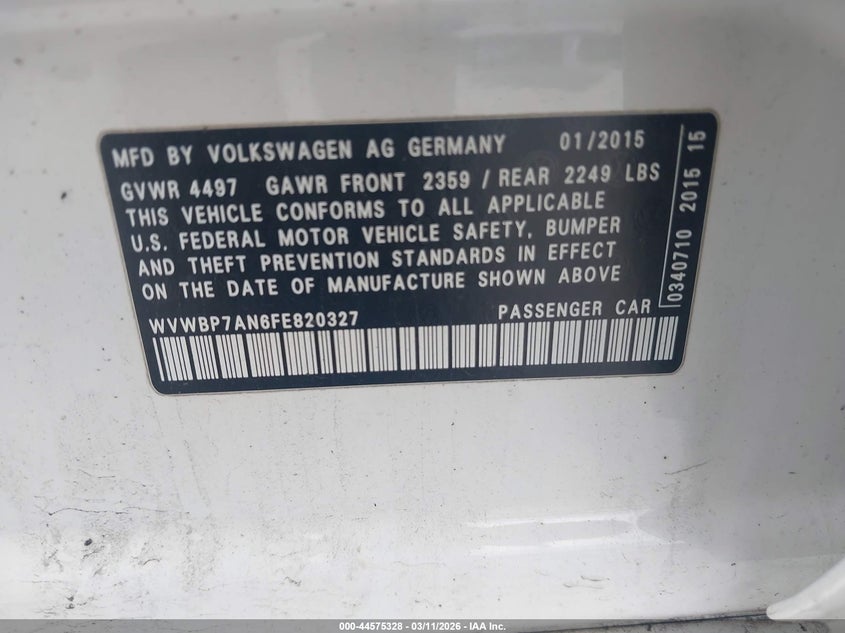 MFD BY VOLKSWAGEN AG GERMANY 01/2015
GVWR 4497 GAWR FRONT 2359 / REAR 2249 LBS
THIS VEHICLE CONFORMS TO ALL APPLICABLE
U.S. FEDERAL MOTOR VEHICLE SAFETY, BUMPER
AND THEFT PREVENTION STANDARDS IN EFFECT
ON THE DATE OF MANUFACTURE SHOWN ABOVE
WVWBP7AN6FE820327 PASSENGER CAR
0340710 2015 15
000-44575328 - 03/11/2026 - IAA Inc.